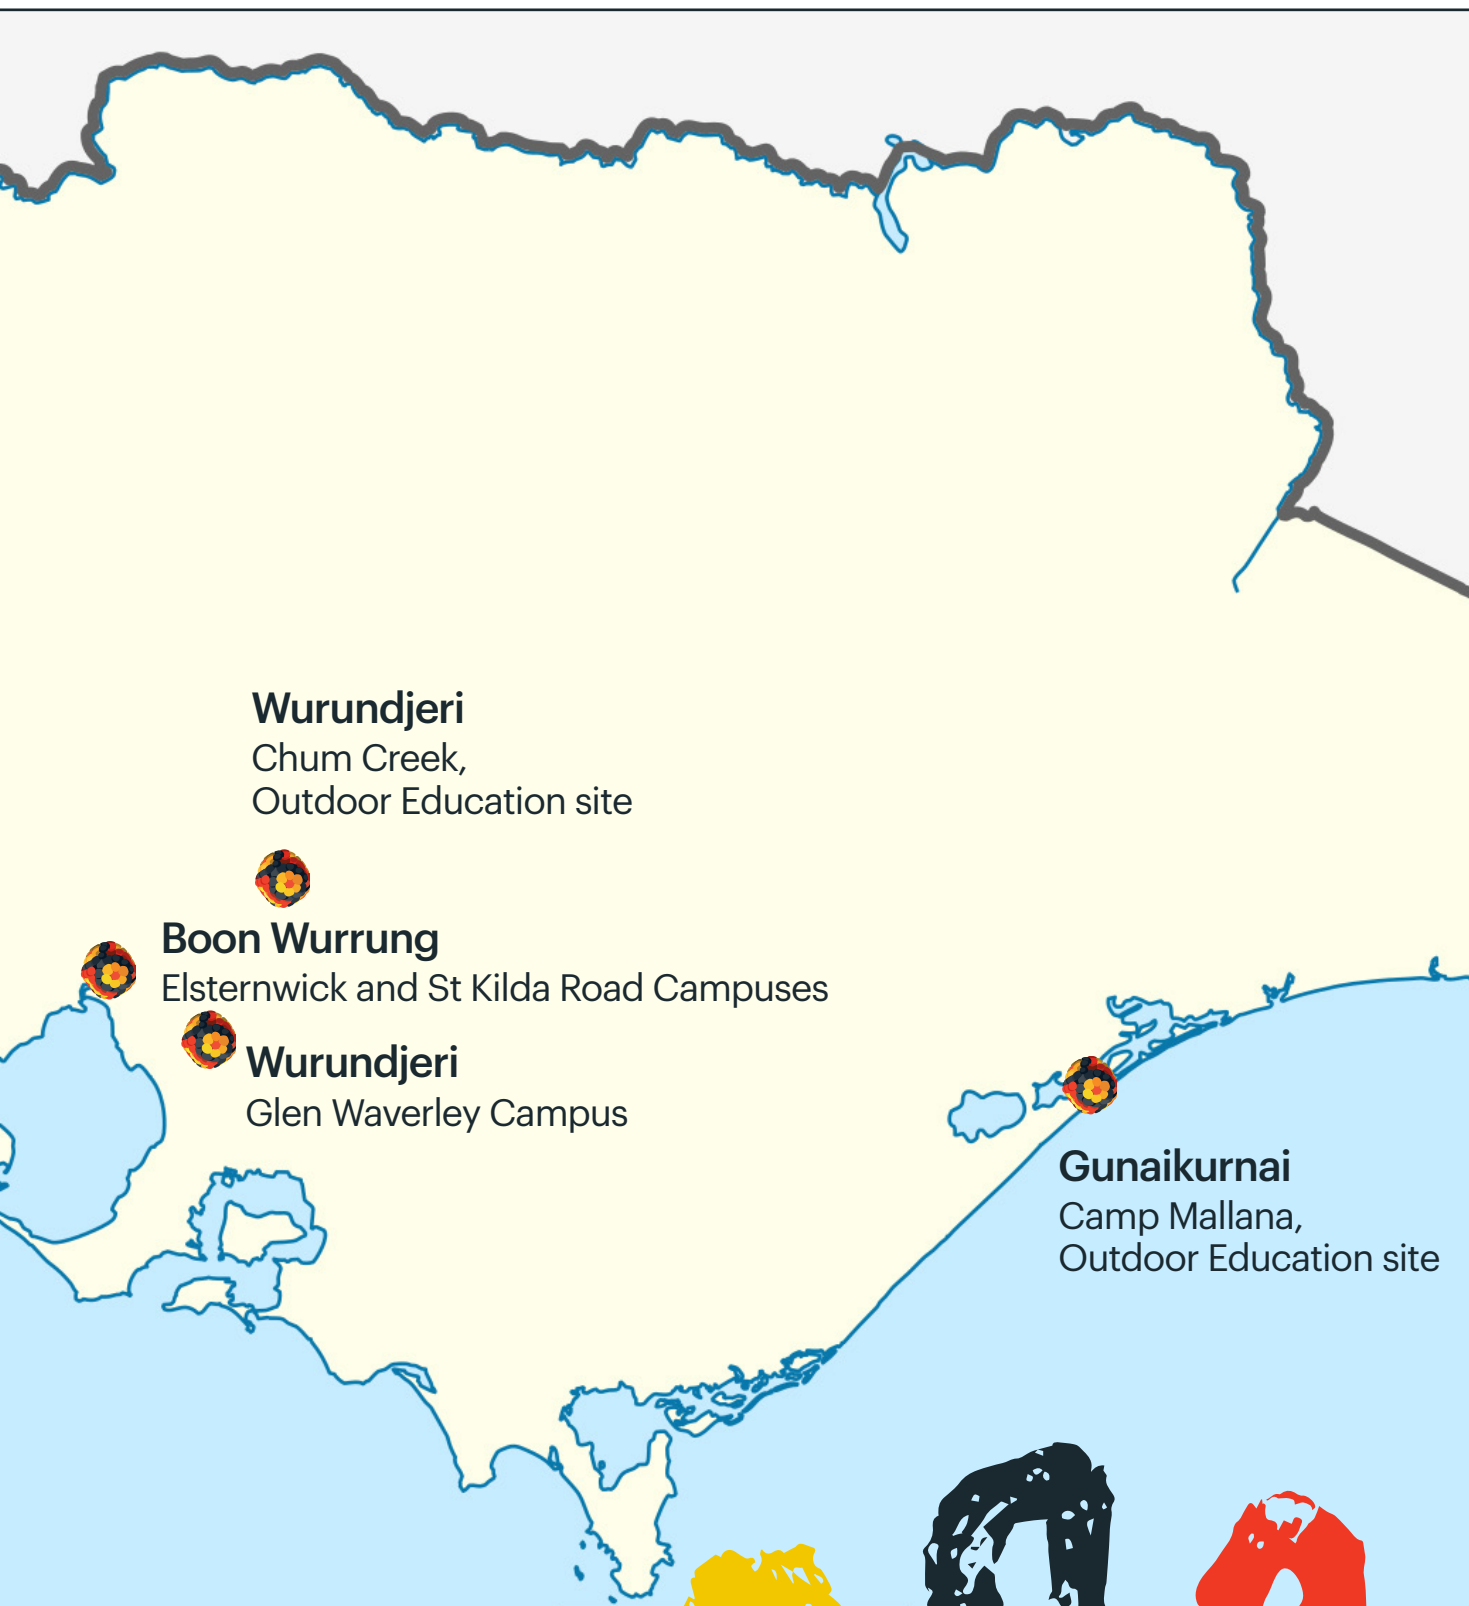 Wurundjeri
Chum Creek,
Outdoor Education site
Boon Wurrung
Elsternwick and St Kilda Road Campuses
Wurundjeri
Glen Waverley Campus
Gunaikurnai
Camp Mallana,
Outdoor Education site